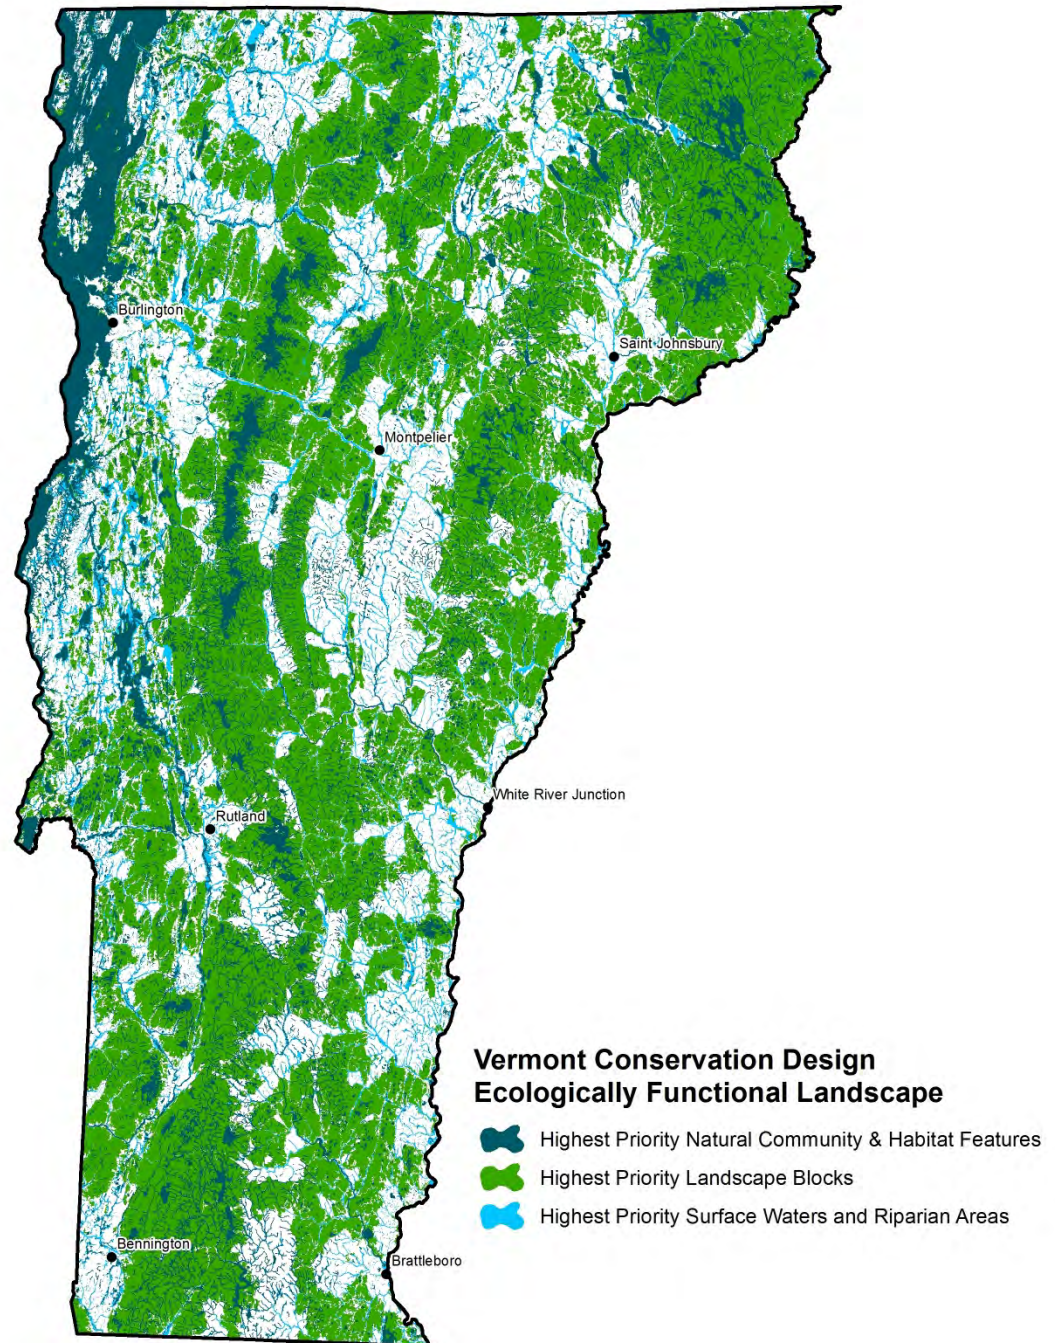 Burlington
Saint Johnsbury
Montpelier
White River Junction
Rutland
Vermont Conservation Design
Ecologically Functional Landscape
Highest Priority Natural Community & Habitat Features
Highest Priority Landscape Blocks
Highest Priority Surface Waters and Riparian Areas
Bennington
Brattleboro